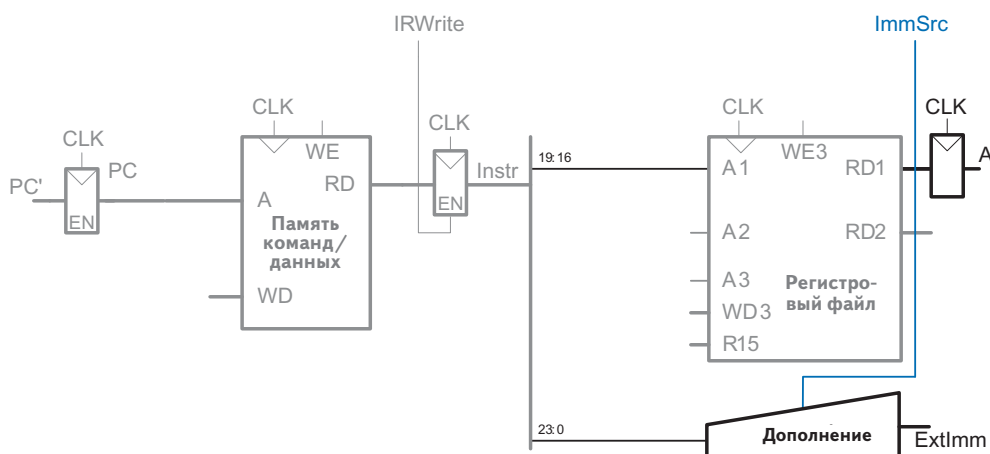 IRWrite
ImmSrc
CLK
CLK
CLK
CLK
CLK
PC'
PC
EN
WE
RD
A
Память
команд/
данных
WD
EN
Instr
19:16
A1
WE3
RD1
A
A2
RD2
A3
Регистро-
вый файл
WD3
R15
23:0
Дополнение
ExtImm